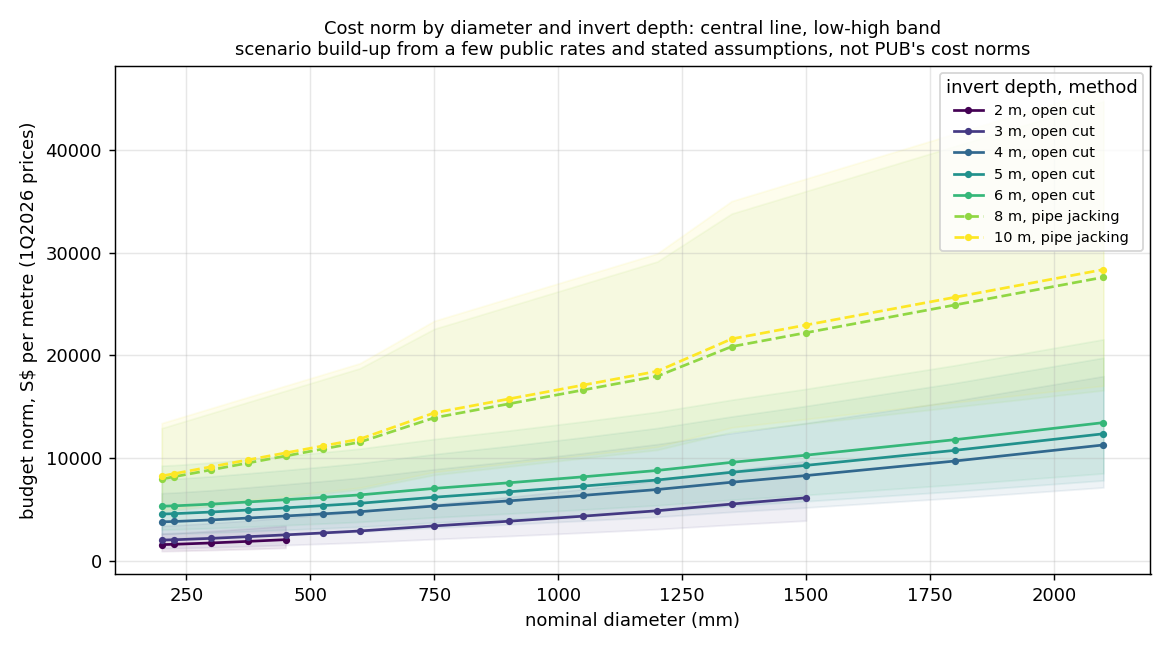 Cost norm by diameter and invert depth: central line, low-high band
scenario build-up from a few public rates and stated assumptions, not PUB's cost norms
budget norm, S$ per metre (1Q2026 prices)
40000
30000
20000
10000
0
invert depth, method
2 m, open cut
3 m, open cut
4 m, open cut
5 m, open cut
6 m, open cut
8 m, pipe jacking
10 m, pipe jacking
250 500 750 1000 1250 1500 1750 2000
nominal diameter (mm)